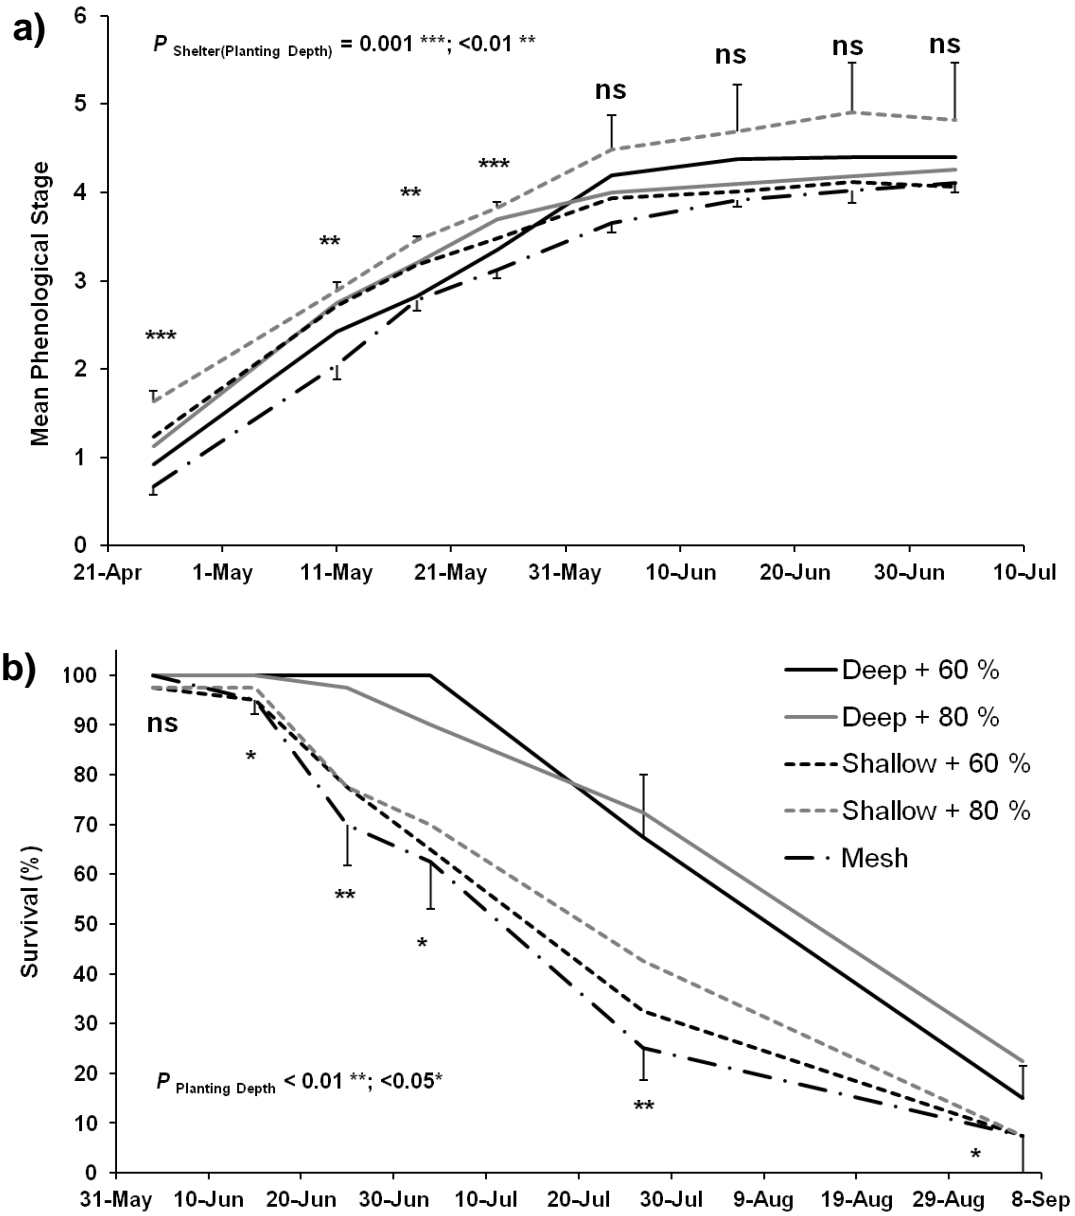 a)
P Shelter(Planting Depth) = 0.001 ***; <0.01 **
Mean Phenological Stage
6
5
4
3
2
1
0
***
**
**
***
ns
ns
ns
ns
21-Apr 1-May 11-May 21-May 31-May 10-Jun 20-Jun 30-Jun 10-Jul
b)
Survival (%)
100
90
80
70
60
50
40
30
20
10
0
Deep + 60 %
Deep + 80 %
Shallow + 60 %
Shallow + 80 %
Mesh
ns
*
**
*
**
*
P Planting Depth < 0.01 **; <0.05*
31-May 10-Jun 20-Jun 30-Jun 10-Jul 20-Jul 30-Jul 9-Aug 19-Aug 29-Aug 8-Sep